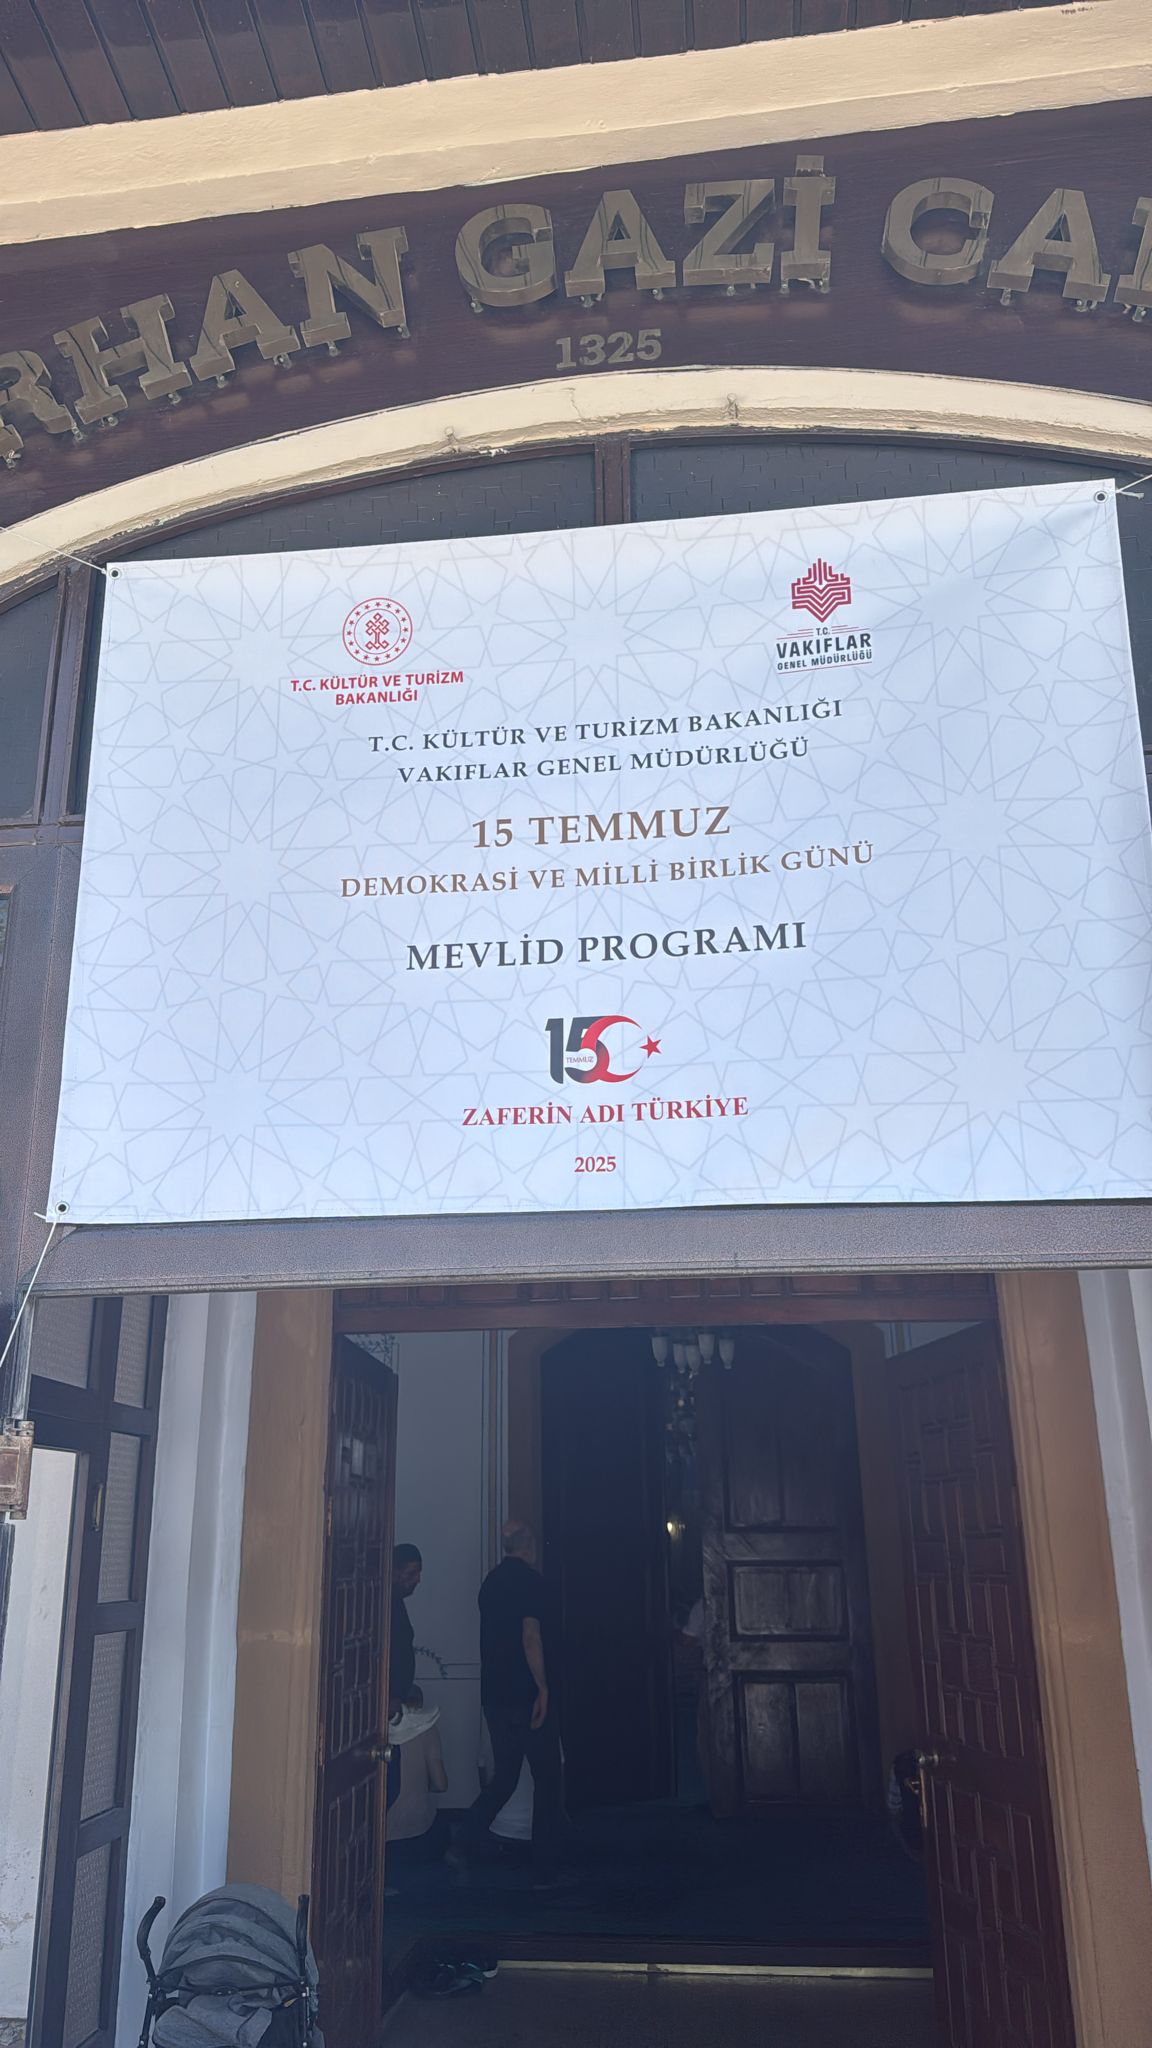 RHAN GAZİ CA
1325
T.C. KÜLTÜR VE TURİZM
BAKANLIĞI
T.C.
VAKIFLAR
GENEL MÜDÜRLÜĞÜ
T.C. KÜLTÜR VE TURİZM BAKANLIĞI
VAKIFLAR GENEL MÜDÜRLÜĞÜ
15 TEMMUZ
DEMOKRASİ VE MİLLİ BİRLİK GÜNÜ
MEVLİD PROGRAMI
15
TEMMUZ
ZAFERİN ADI TÜRKİYE
2025